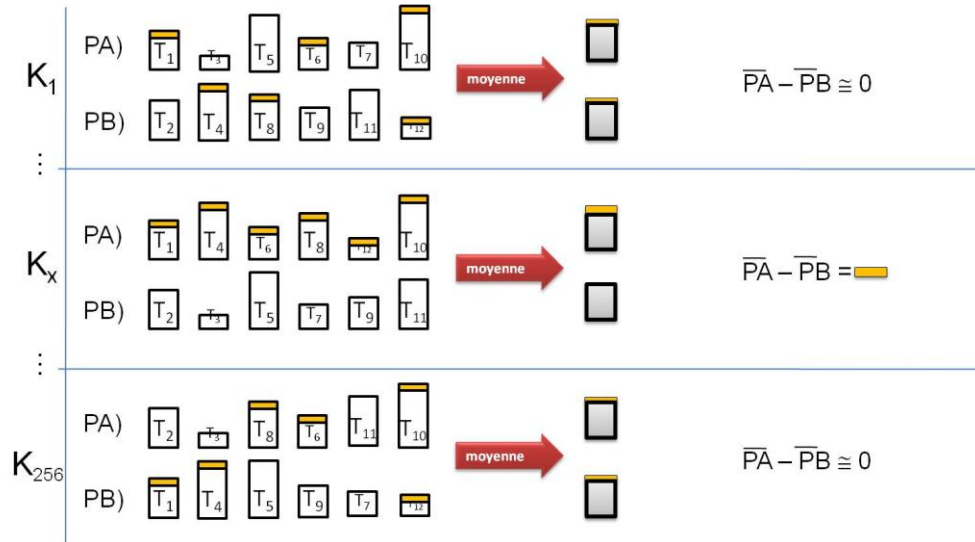 PA) T1 T3 T5 T6 T7 T10
K1 moyenne PA – PB ≅ 0
PB) T2 T4 T8 T9 T11 T12
⋮
PA) T1 T4 T6 T8 T12 T10
Kx moyenne PA – PB =
PB) T2 T3 T5 T7 T9 T11
⋮
PA) T2 T3 T8 T6 T11 T10
K256 moyenne PA – PB ≅ 0
PB) T1 T4 T5 T9 T7 T12